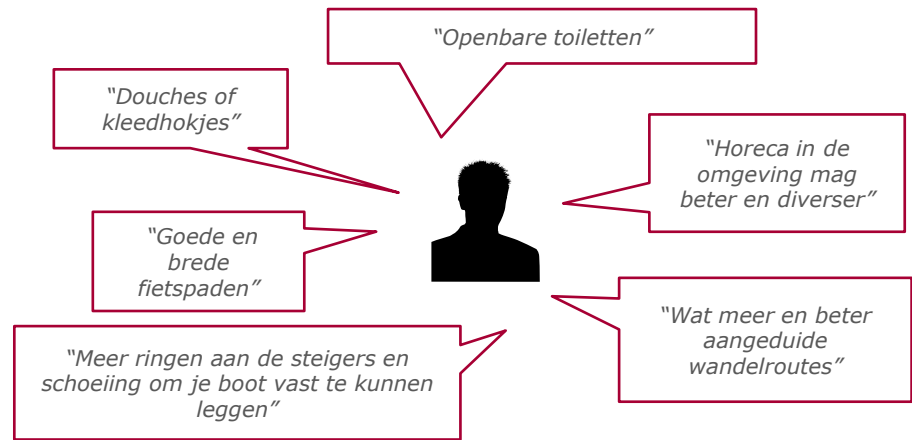 “Openbare toiletten”
“Douches of
kleedhokjes”
“Horeca in de
omgeving mag
beter en diverser”
“Goede en
brede
fietspaden”
“Wat meer en beter
aangeduide
wandelroutes”
“Meer ringen aan de steigers en
schoeiing om je boot vast te kunnen
leggen”